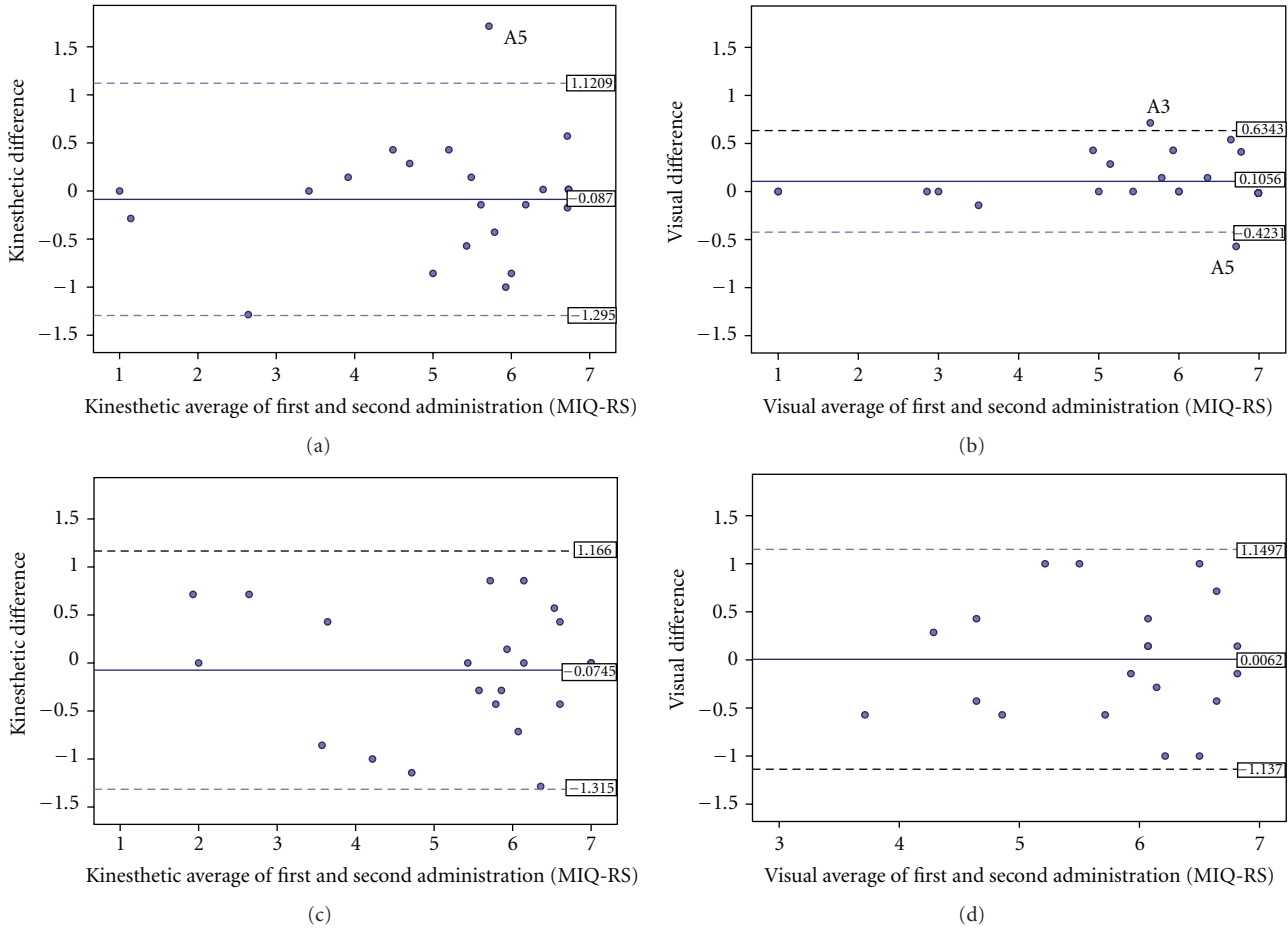 1.5
1
0.5
0
−0.5
−1
−1.5
Kinesthetic difference
A5
1.1209
−0.087
−1.295
1 2 3 4 5 6 7
Kinesthetic average of first and second administration (MIQ-RS)
(a)
1.5
1
0.5
0
−0.5
−1
−1.5
Visual difference
A3
0.6343
0.1056
−0.4231
A5
1 2 3 4 5 6 7
Visual average of first and second administration (MIQ-RS)
(b)
1.5
1
0.5
0
−0.5
−1
−1.5
Kinesthetic difference
1.166
−0.0745
−1.315
1 2 3 4 5 6 7
Kinesthetic average of first and second administration (MIQ-RS)
(c)
1.5
1
0.5
0
−0.5
−1
−1.5
Visual difference
1.1497
0.0062
−1.137
3 4 5 6 7
Visual average of first and second administration (MIQ-RS)
(d)